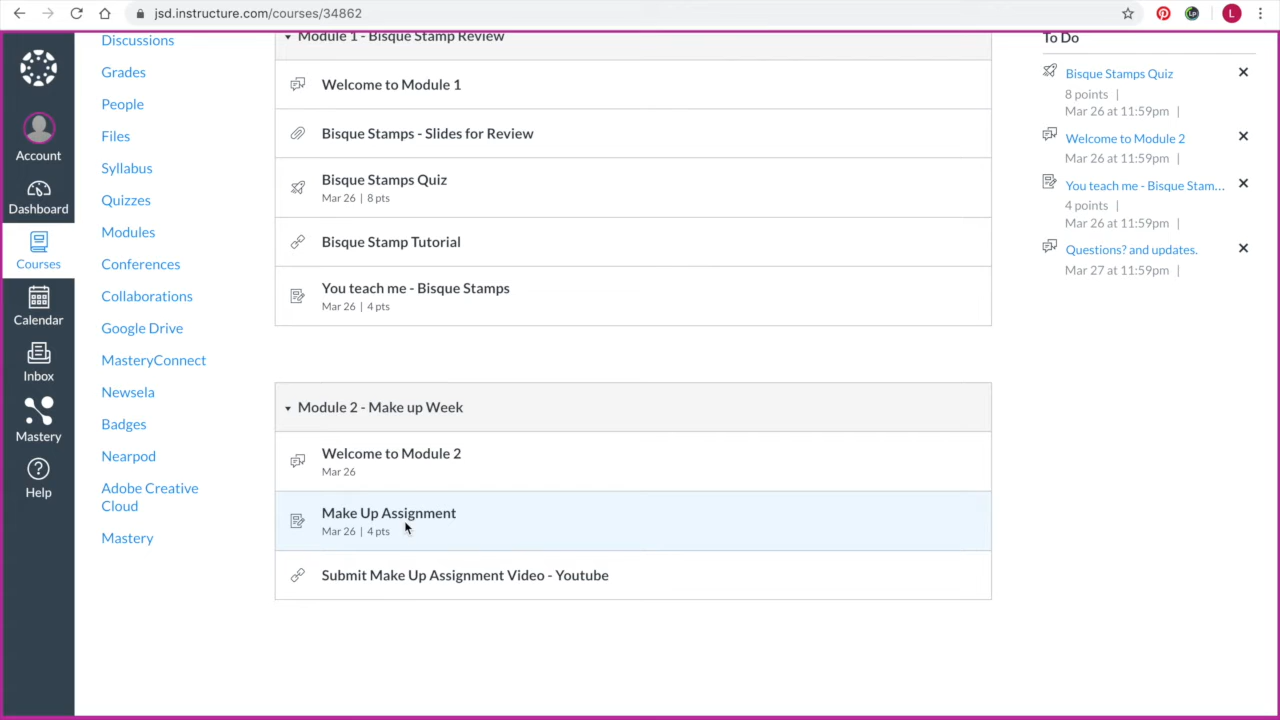 jsd.instructure.com/courses/34862
L
Account
Dashboard
Courses
Calendar
Inbox
Mastery
Help
Discussions
Grades
People
Files
Syllabus
Quizzes
Modules
Conferences
Collaborations
Google Drive
MasteryConnect
Newsela
Badges
Nearpod
Adobe Creative
Cloud
Mastery
Module 1 - Bisque Stamp Review
Welcome to Module 1
Bisque Stamps - Slides for Review
Bisque Stamps Quiz
Mar 26 | 8 pts
Bisque Stamp Tutorial
You teach me - Bisque Stamps
Mar 26 | 4 pts
Module 2 - Make up Week
Welcome to Module 2
Mar 26
Make Up Assignment
Mar 26 | 4 pts
Submit Make Up Assignment Video - Youtube
To Do
Bisque Stamps Quiz
8 points |
Mar 26 at 11:59pm |
Welcome to Module 2
Mar 26 at 11:59pm |
You teach me - Bisque Stam...
4 points |
Mar 26 at 11:59pm |
Questions? and updates.
Mar 27 at 11:59pm |